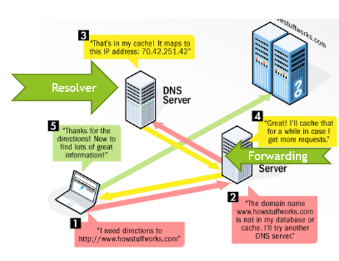 3
"That's in my cache! It maps to
this IP address: 70.42.251.42"
howstuffworks.com
Resolver
DNS
Server
5
"Thanks for the
directions! Now to
find lots of great
information!"
4
"Great! I'll cache that
for a while in case I
get more requests."
Forwarding
Server
1
"I need directions to
http://www.howstuffworks.com"
2
"The domain name
www.howstuffworks.com
is not in my database or
cache. I'll try another
DNS server."